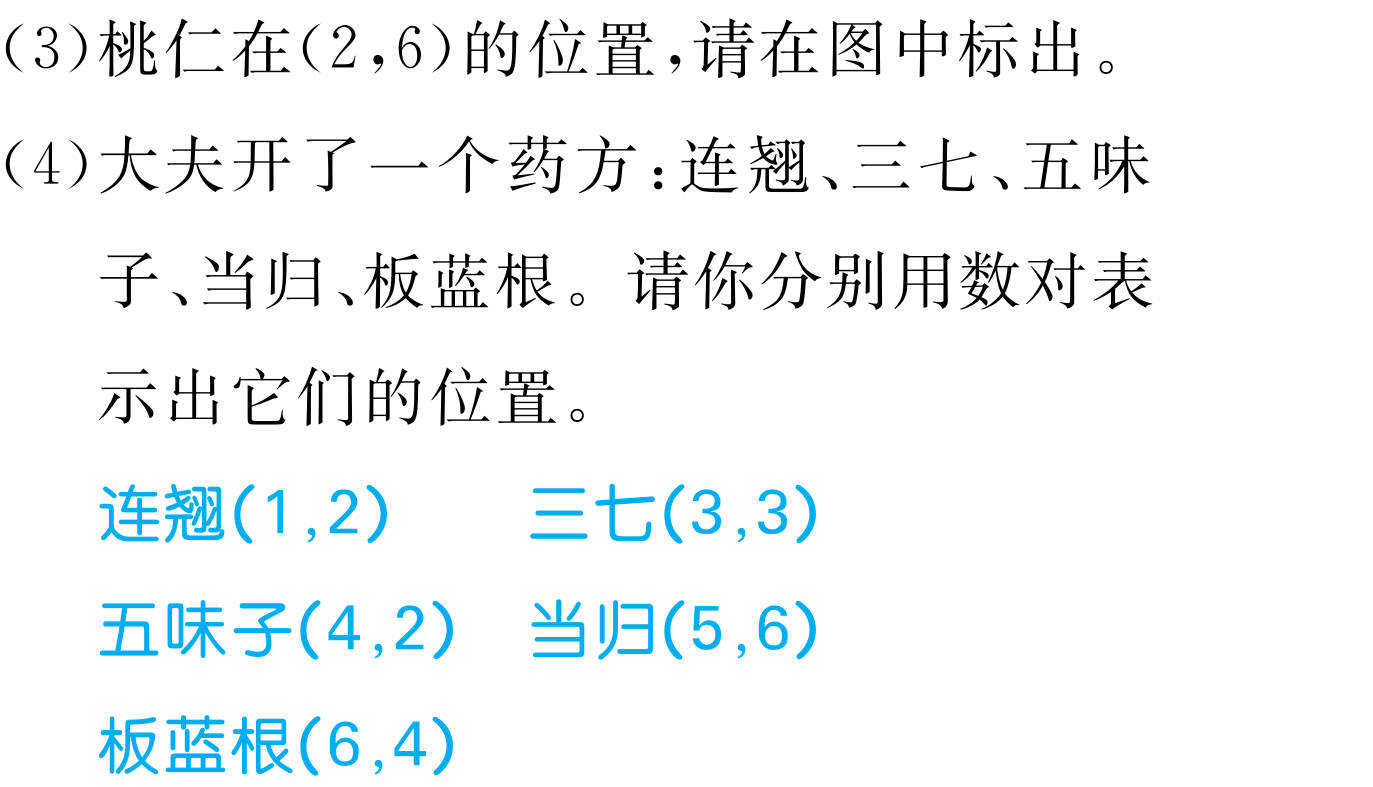 (3)桃仁在(2,6)的位置,请在图中标出。
(4)大夫开了一个药方:连翘、三七、五味
子、当归、板蓝根。请你分别用数对表
示出它们的位置。
连翘(1,2) 三七(3,3)
五味子(4,2) 当归(5,6)
板蓝根(6,4)